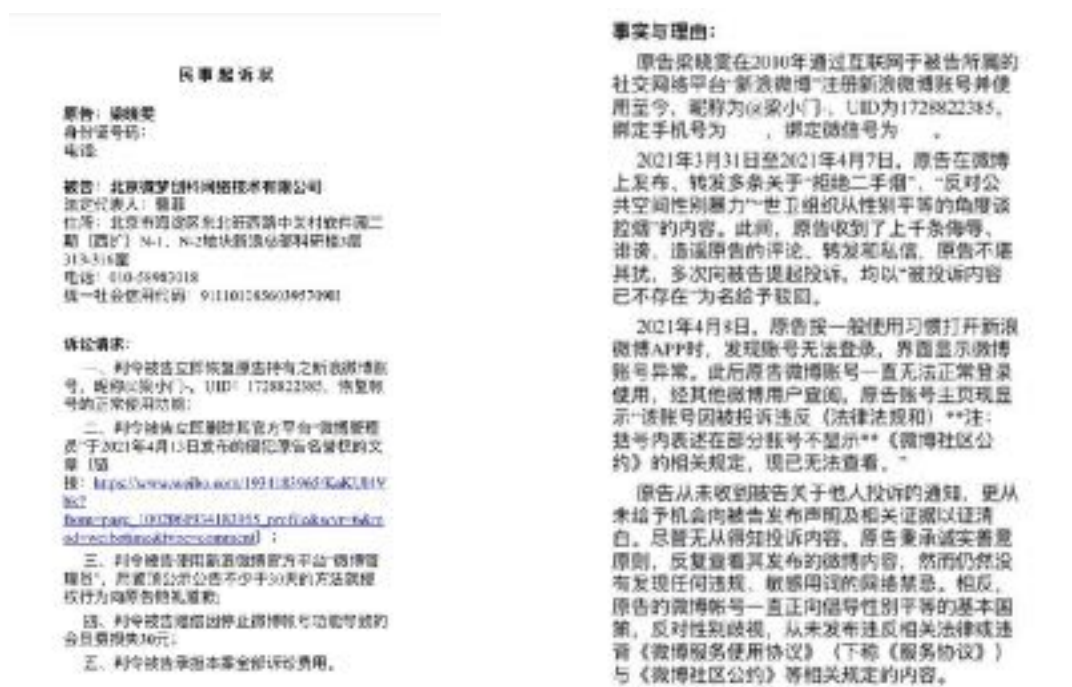 民事起诉状
原告：梁晓雯
身份证号码：
电话：
被告：北京微梦创科网络技术有限公司
法定代表人：
住所：北京市海淀区东北旺西路中关村软件园二
期（西扩）N-1、N-2地块新浪总部科研楼3层
313-316室
电话：010-58983018
统一社会信用代码：
诉讼请求：
一、判令被告立即恢复原告持有之新浪微博账
号，昵称@梁小门-、UID：1728822385，恢复帐
号的正常使用功能；
二、判令被告立即删除其官方平台“微博管理
员”于2021年4月13日发布的侵犯原告名誉权的文
章（链
接：
三、判令被告使用新浪微博官方平台“微博管
理员”，用置顶公示公告不少于30天的方法就侵
权行为向原告赔礼道歉；
四、判令被告赔偿因停止微博帐号功能导致的
会员费损失30元；
五、判令被告承担本案全部诉讼费用。
事实与理由：
原告梁晓雯在2010年通过互联网于被告所属的
社交网络平台“新浪微博”注册新浪微博账号并使
用至今，昵称为@梁小门-、UID为1728822385，
绑定手机号为 ，绑定微信号为 。
2021年3月31日至2021年4月7日，原告在微博
上发布、转发多条关于“拒绝二手烟”、“反对公
共空间性别暴力”“世卫组织从性别平等的角度谈
控烟”的内容。此间，原告收到了上千条侮辱、
诽谤、造谣原告的评论、转发和私信，原告不堪
其扰，多次向被告提起投诉，均以“被投诉内容
已不存在”为名给予驳回。
2021年4月8日，原告按一般使用习惯打开新浪
微博APP时，发现账号无法登录，界面显示微博
账号异常。此后原告微博账号一直无法正常登录
使用，经其他微博用户查阅，原告账号主页现显
示“该账号因被投诉违反（法律法规和）**注：
括号内表述在部分账号不显示**《微博社区公
约》的相关规定，现已无法查看。”
原告从未收到被告关于他人投诉的通知，更从
未给予机会向被告发布声明及相关证据以证清
白。尽管无从得知投诉内容，原告秉承诚实善意
原则，反复查看其发布的微博内容，然而仍然没
有发现任何违规、敏感用词的网络禁忌。相反，
原告的微博帐号一直正向倡导性别平等的基本国
策，反对性别歧视，从未发布违反相关法律或违
背《微博服务使用协议》（下称《服务协议》）
与《微博社区公约》等相关规定的内容。